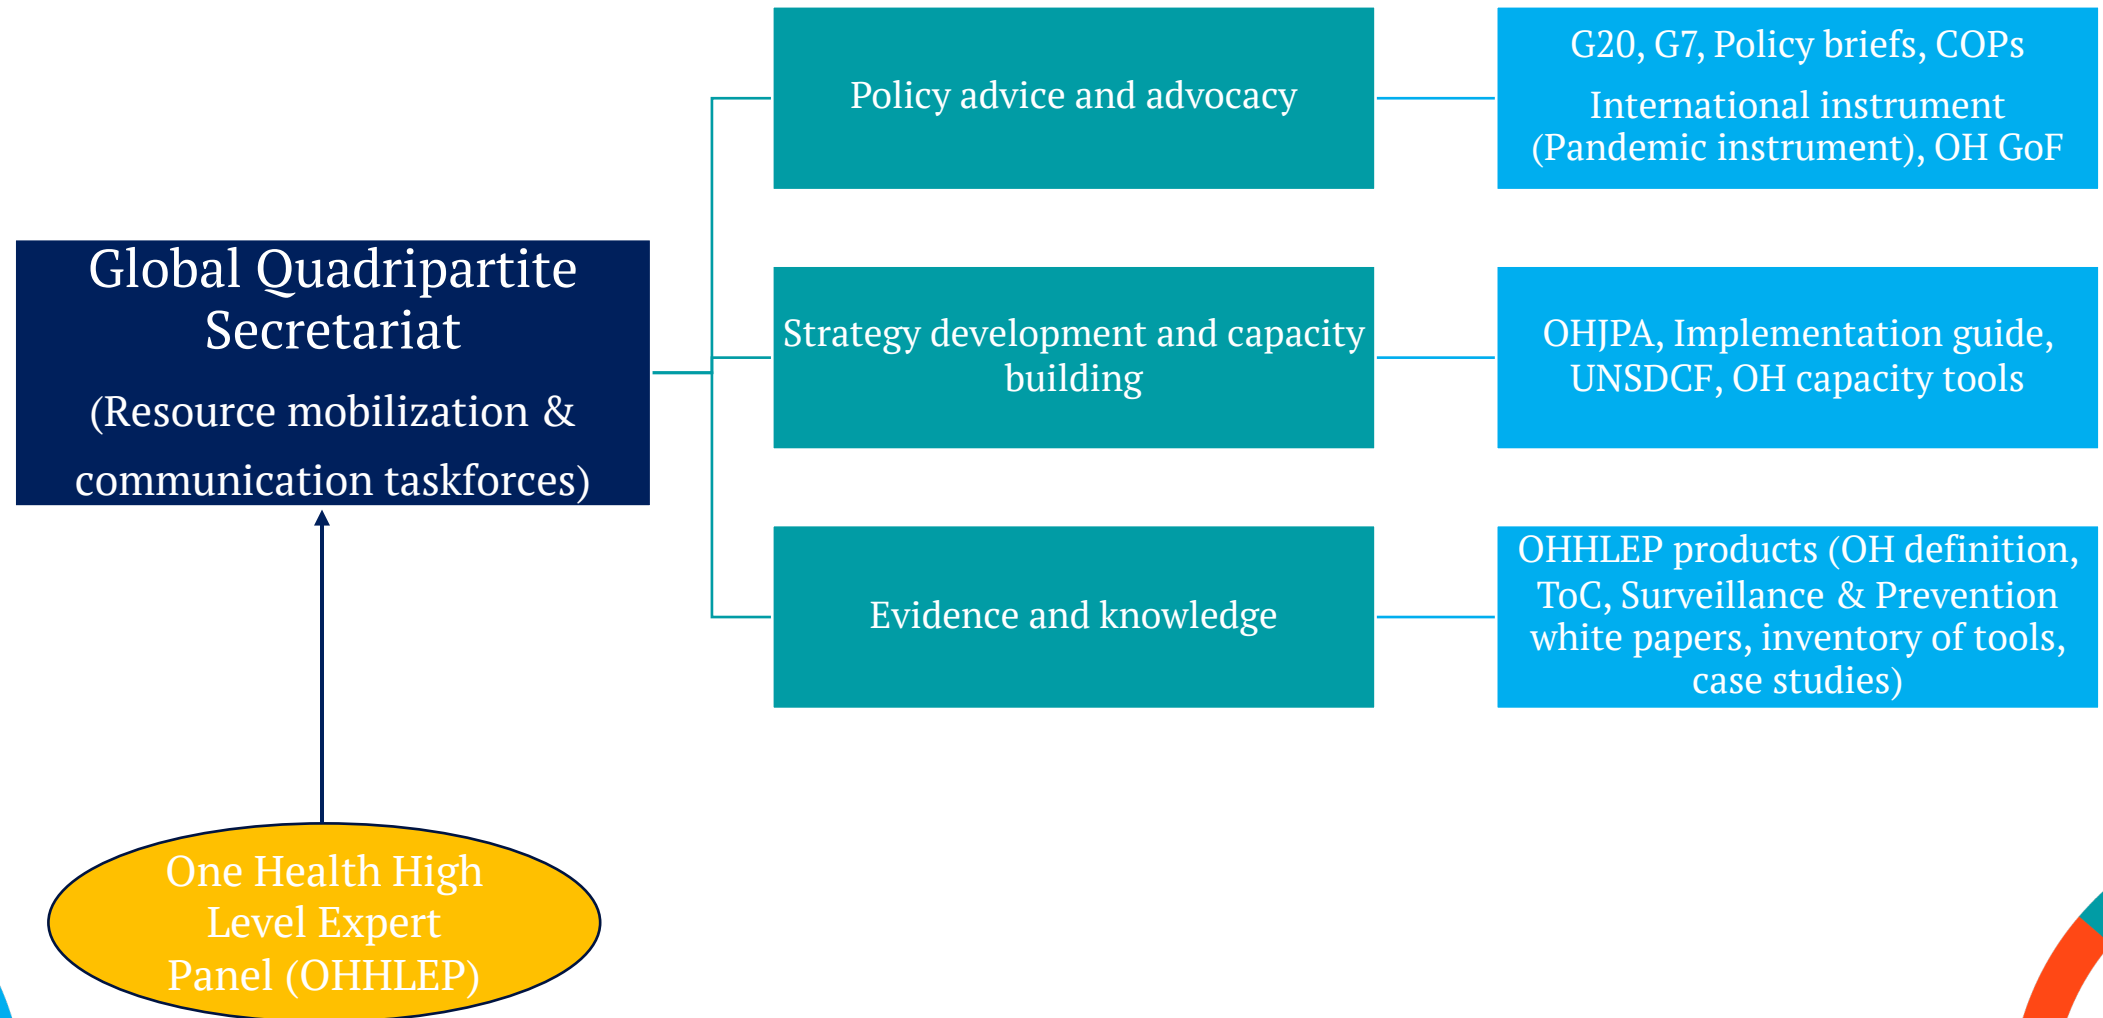 Global Quadripartite
Secretariat
(Resource mobilization &
communication taskforces)
One Health High
Level Expert
Panel (OHHLEP)
Policy advice and advocacy
G20, G7, Policy briefs, COPs
International instrument
(Pandemic instrument), OH GoF
Strategy development and capacity
building
OHJPA, Implementation guide,
UNSDCF, OH capacity tools
Evidence and knowledge
OHHLEP products (OH definition,
ToC, Surveillance & Prevention
white papers, inventory of tools,
case studies)